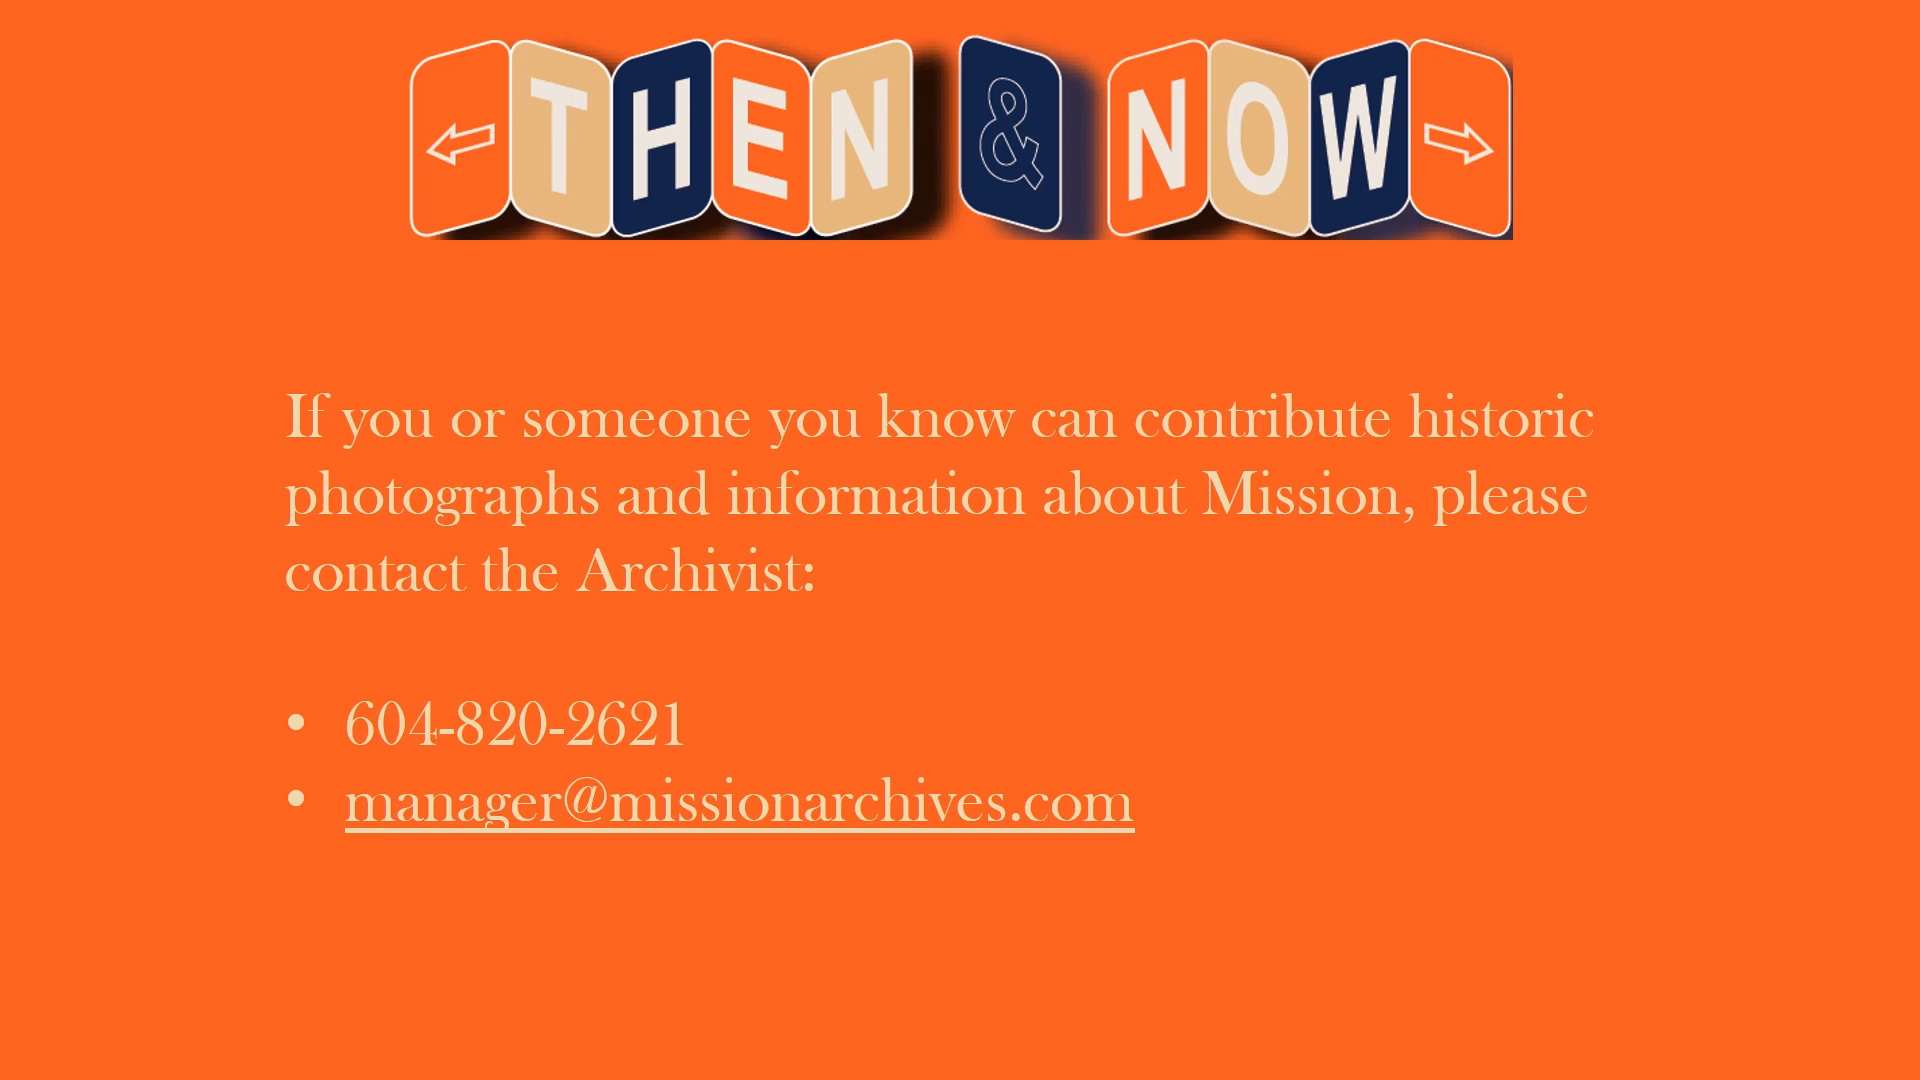 THEN & NOW
If you or someone you know can contribute historic
photographs and information about Mission, please
contact the Archivist:
• 604-820-2621
• manager@missionarchives.com